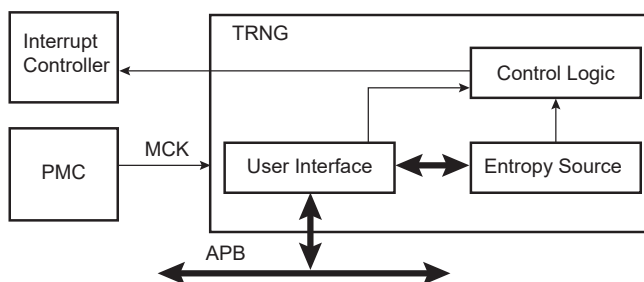 TRNG
Interrupt
Controller
Control Logic
MCK
PMC
User Interface
Entropy Source
APB